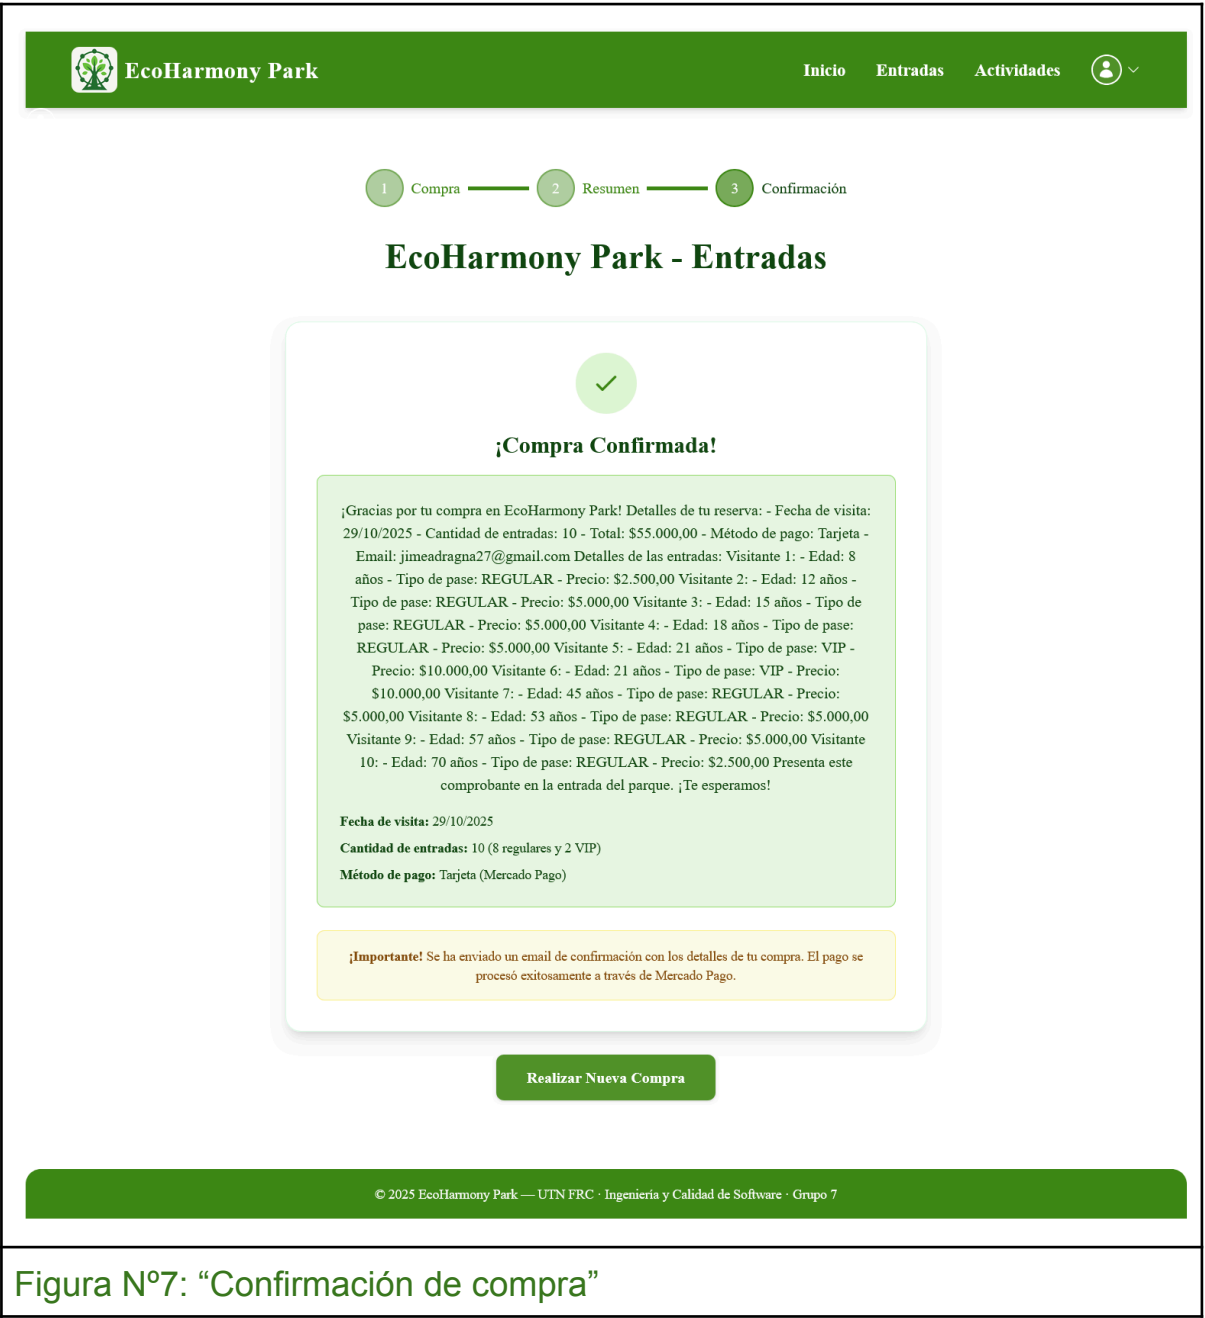 EcoHarmony Park
Inicio Entradas Actividades
1 Compra 2 Resumen 3 Confirmación
EcoHarmony Park - Entradas
¡Compra Confirmada!
¡Gracias por tu compra en EcoHarmony Park! Detalles de tu reserva: - Fecha de visita:
29/10/2025 - Cantidad de entradas: 10 - Total: $55.000,00 - Método de pago: Tarjeta -
Email: jimeadragna27@gmail.com Detalles de las entradas: Visitante 1: - Edad: 8
años - Tipo de pase: REGULAR - Precio: $2.500,00 Visitante 2: - Edad: 12 años -
Tipo de pase: REGULAR - Precio: $5.000,00 Visitante 3: - Edad: 15 años - Tipo de
pase: REGULAR - Precio: $5.000,00 Visitante 4: - Edad: 18 años - Tipo de pase:
REGULAR - Precio: $5.000,00 Visitante 5: - Edad: 21 años - Tipo de pase: VIP -
Precio: $10.000,00 Visitante 6: - Edad: 21 años - Tipo de pase: VIP - Precio:
$10.000,00 Visitante 7: - Edad: 45 años - Tipo de pase: REGULAR - Precio:
$5.000,00 Visitante 8: - Edad: 53 años - Tipo de pase: REGULAR - Precio: $5.000,00
Visitante 9: - Edad: 57 años - Tipo de pase: REGULAR - Precio: $5.000,00 Visitante
10: - Edad: 70 años - Tipo de pase: REGULAR - Precio: $2.500,00 Presenta este
comprobante en la entrada del parque. ¡Te esperamos!
Fecha de visita: 29/10/2025
Cantidad de entradas: 10 (8 regulares y 2 VIP)
Método de pago: Tarjeta (Mercado Pago)
¡Importante! Se ha enviado un email de confirmación con los detalles de tu compra. El pago se
procesó exitosamente a través de Mercado Pago.
Realizar Nueva Compra
© 2025 EcoHarmony Park — UTN FRC · Ingeniería y Calidad de Software · Grupo 7
Figura Nº7: “Confirmación de compra”